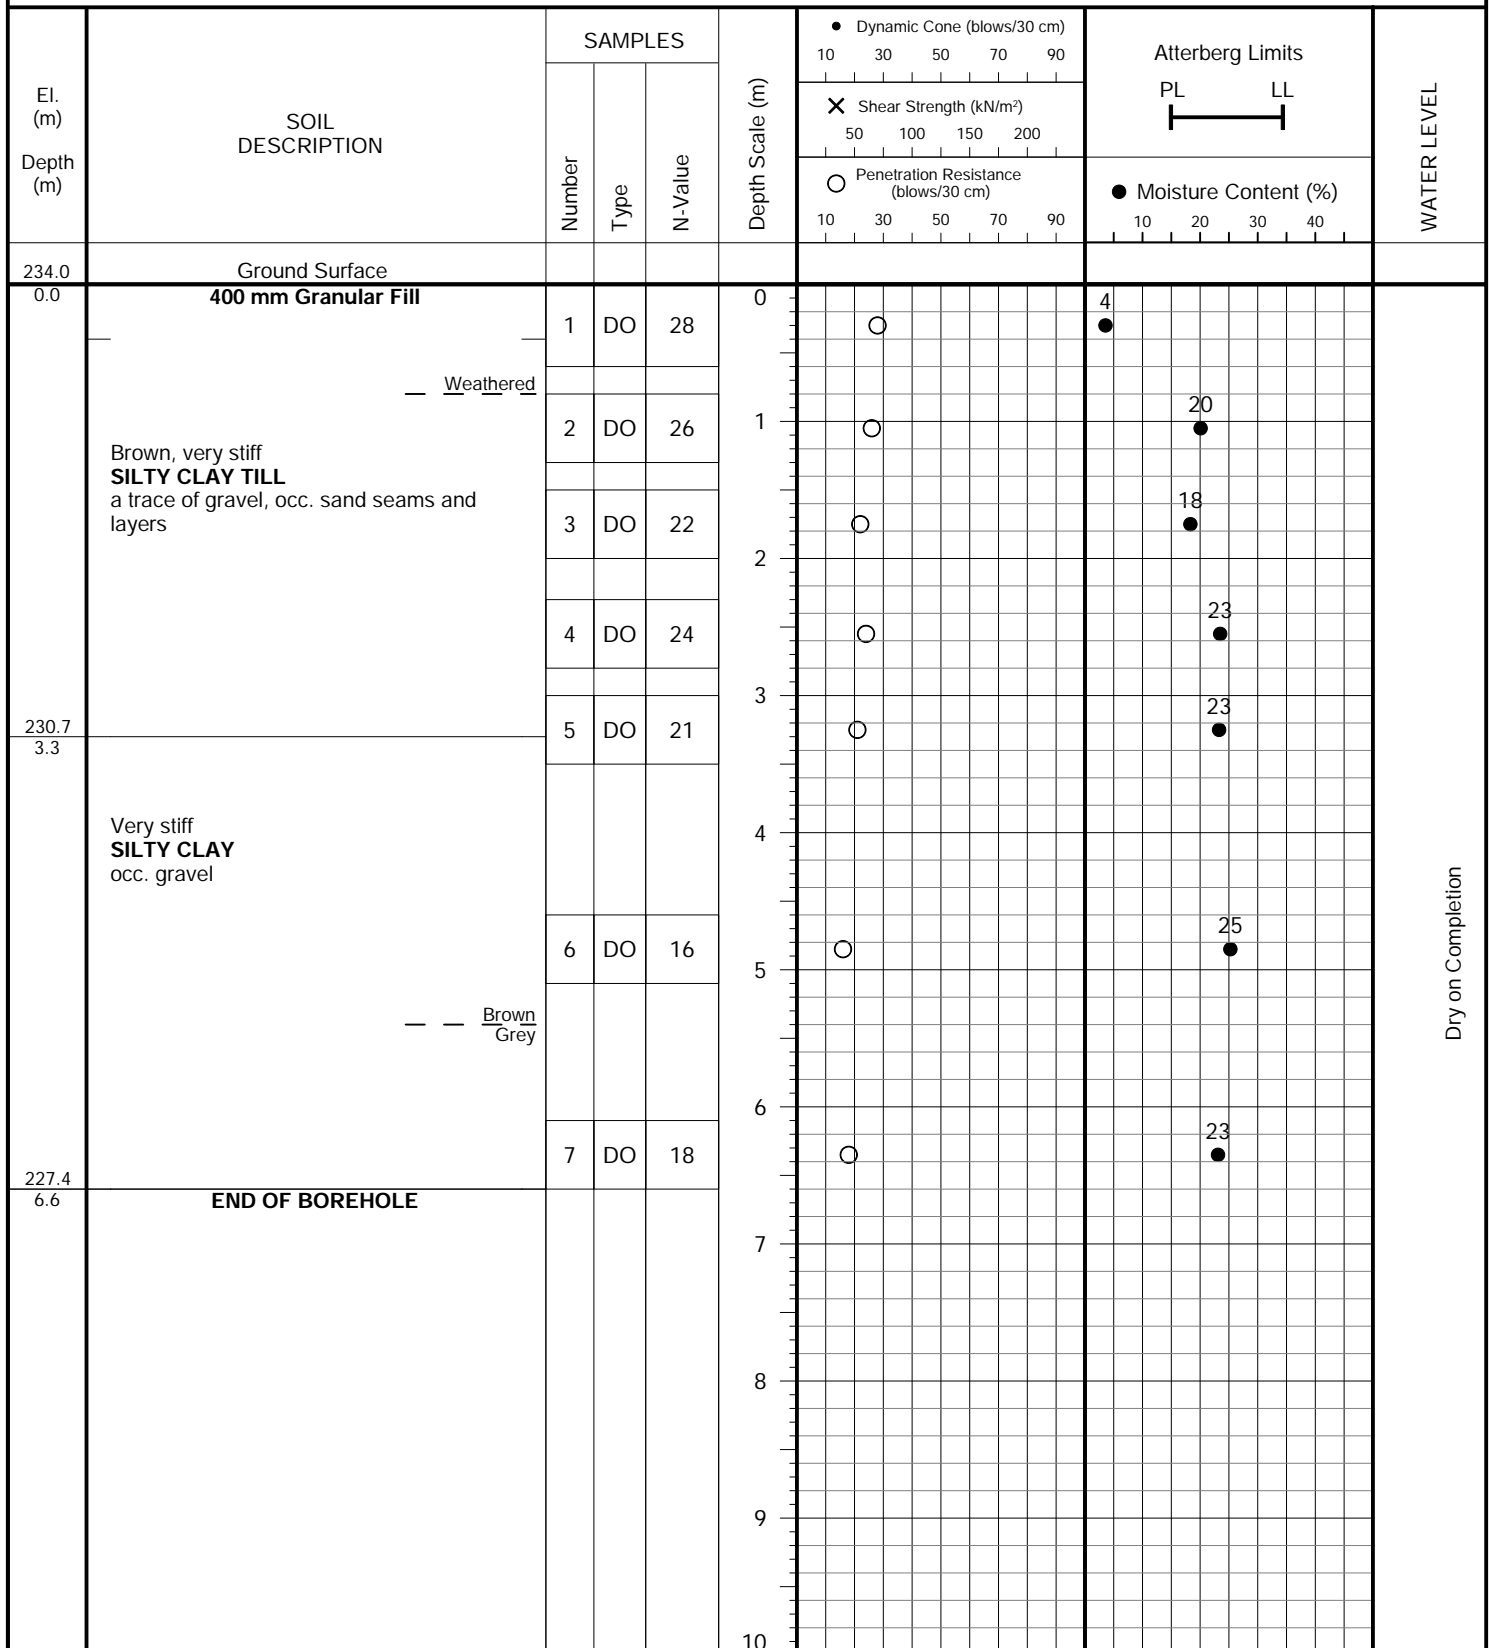 El.
(m)
Depth
(m)
SOIL
DESCRIPTION
SAMPLES
Number
Type
N-Value
Depth Scale (m)
Dynamic Cone (blows/30 cm)
10 30 50 70 90
Shear Strength (kN/m²)
50 100 150 200
Penetration Resistance
(blows/30 cm)
10 30 50 70 90
Atterberg Limits
PL LL
Moisture Content (%)
10 20 30 40
WATER LEVEL
234.0 Ground Surface
0.0 400 mm Granular Fill 0
1 DO 28 4
Weathered
2 DO 26 1 20
Brown, very stiff
SILTY CLAY TILL
a trace of gravel, occ. sand seams and
layers
3 DO 22 18
2
4 DO 24 23
3
230.7 5 DO 21 23
3.3
Very stiff
SILTY CLAY
occ. gravel
4
6 DO 16 25
5
Brown
Grey
Dry on Completion
6
7 DO 18 23
227.4
6.6 END OF BOREHOLE
7
8
9
10